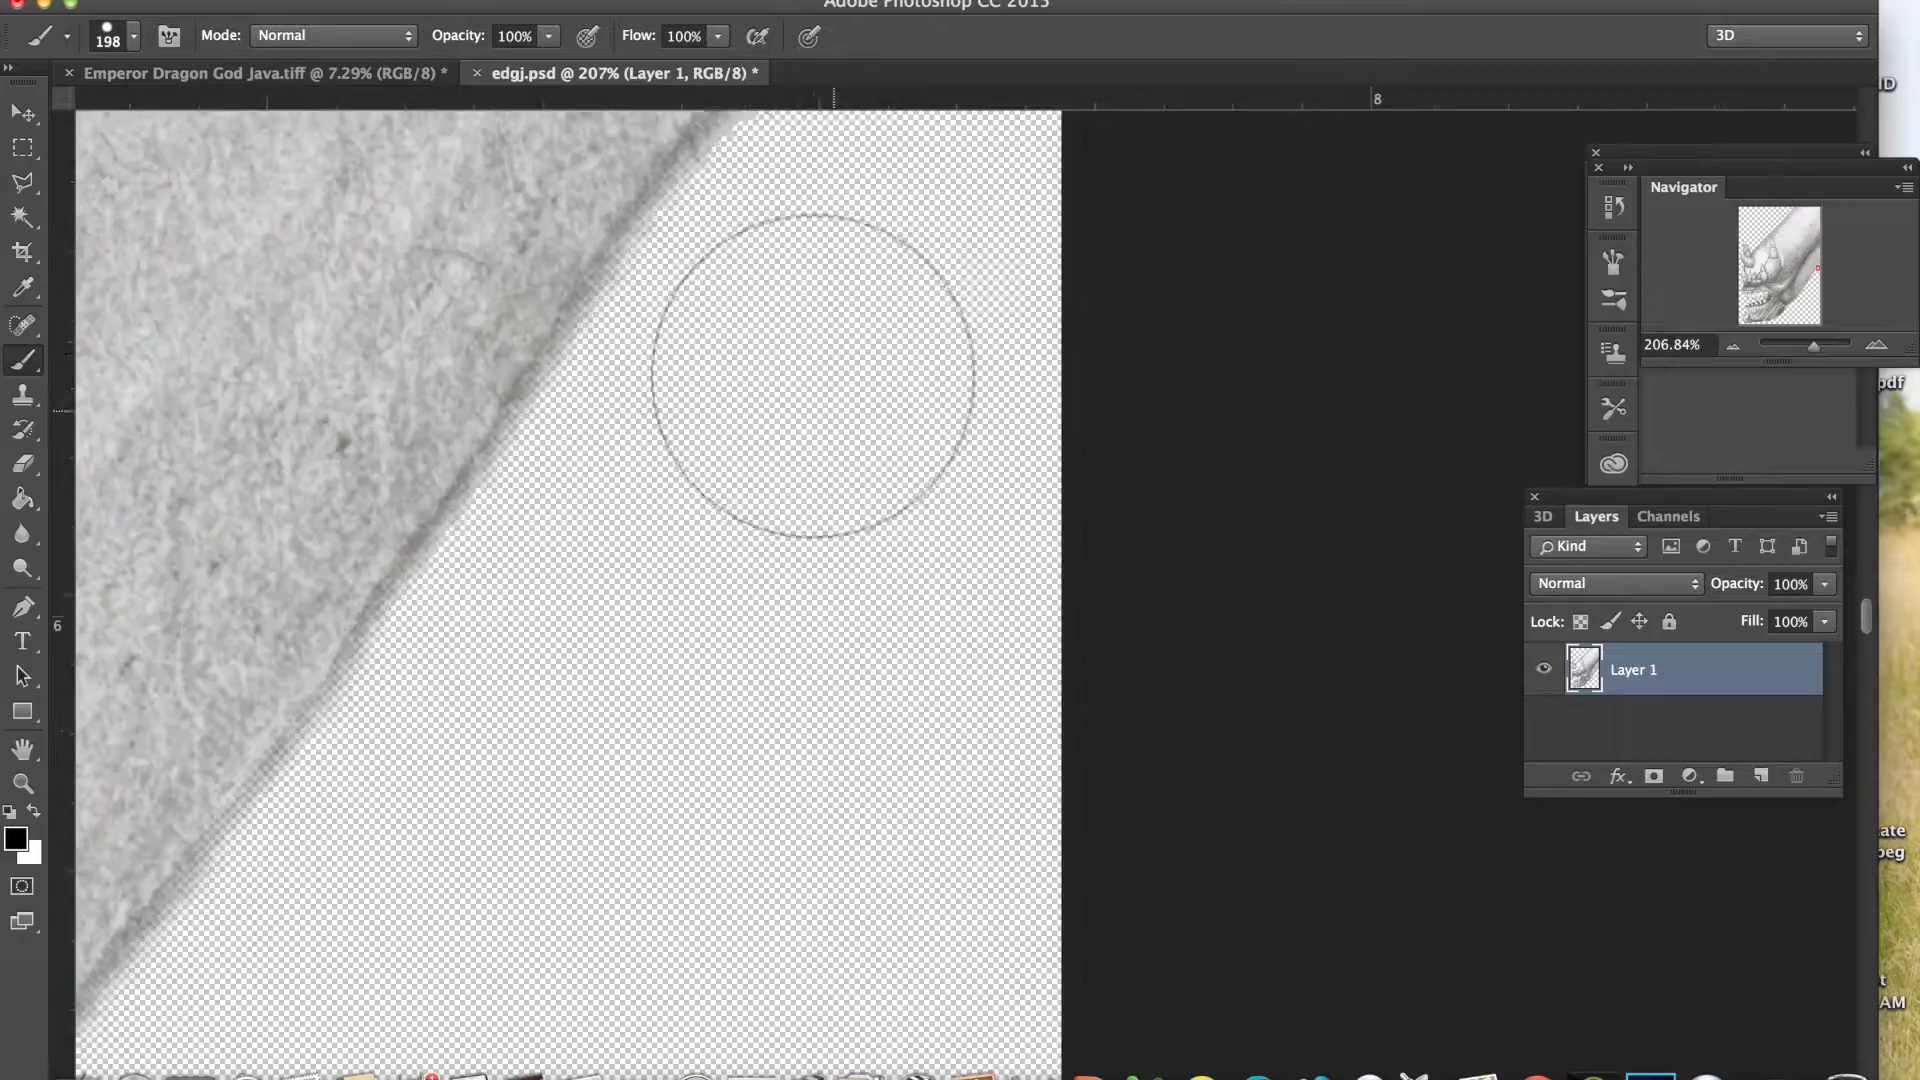 Adobe Photoshop CC 2015
198
Mode: Normal
Opacity: 100%
Flow: 100%
3D
Emperor Dragon God Java.tiff @ 7.29% (RGB/8) *
edgj.psd @ 207% (Layer 1, RGB/8) *
8
6
Navigator
206.84%
3D Layers Channels
Kind
Normal
Opacity: 100%
Lock:
Fill: 100%
Layer 1
pdf
AM